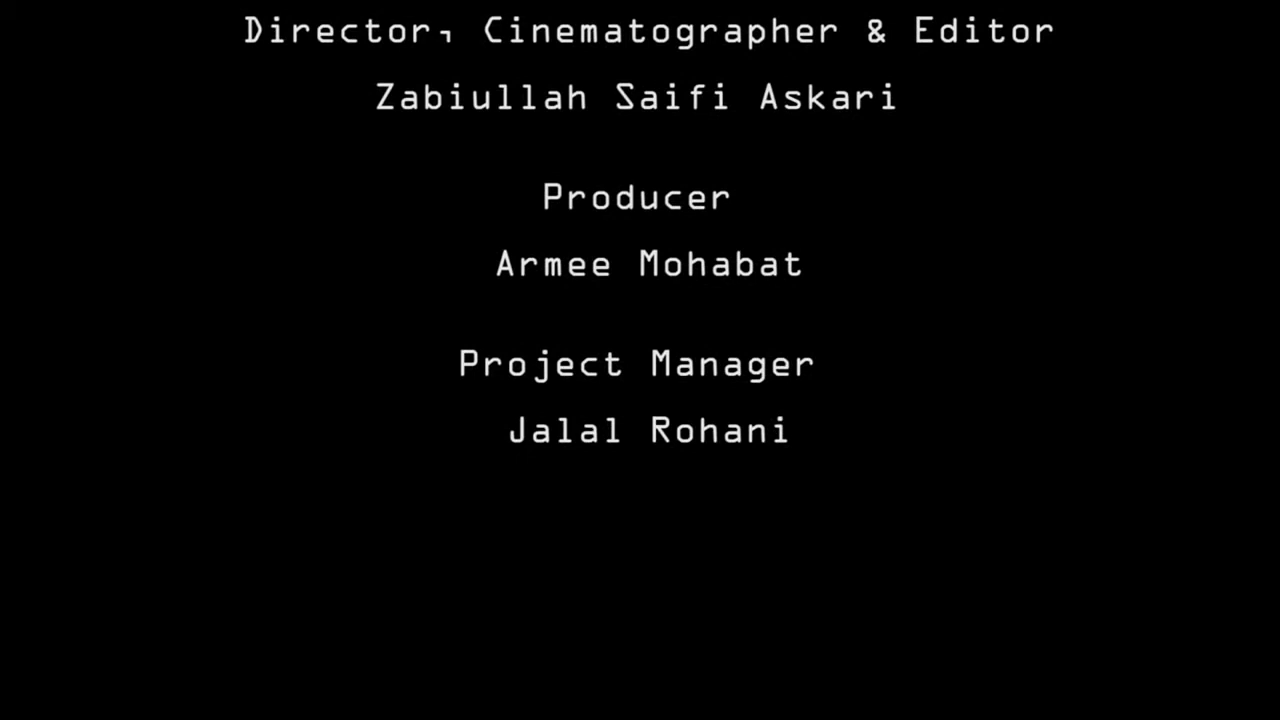 Director, Cinematographer & Editor
Zabiullah Saifi Askari
Producer
Armee Mohabat
Project Manager
Jalal Rohani